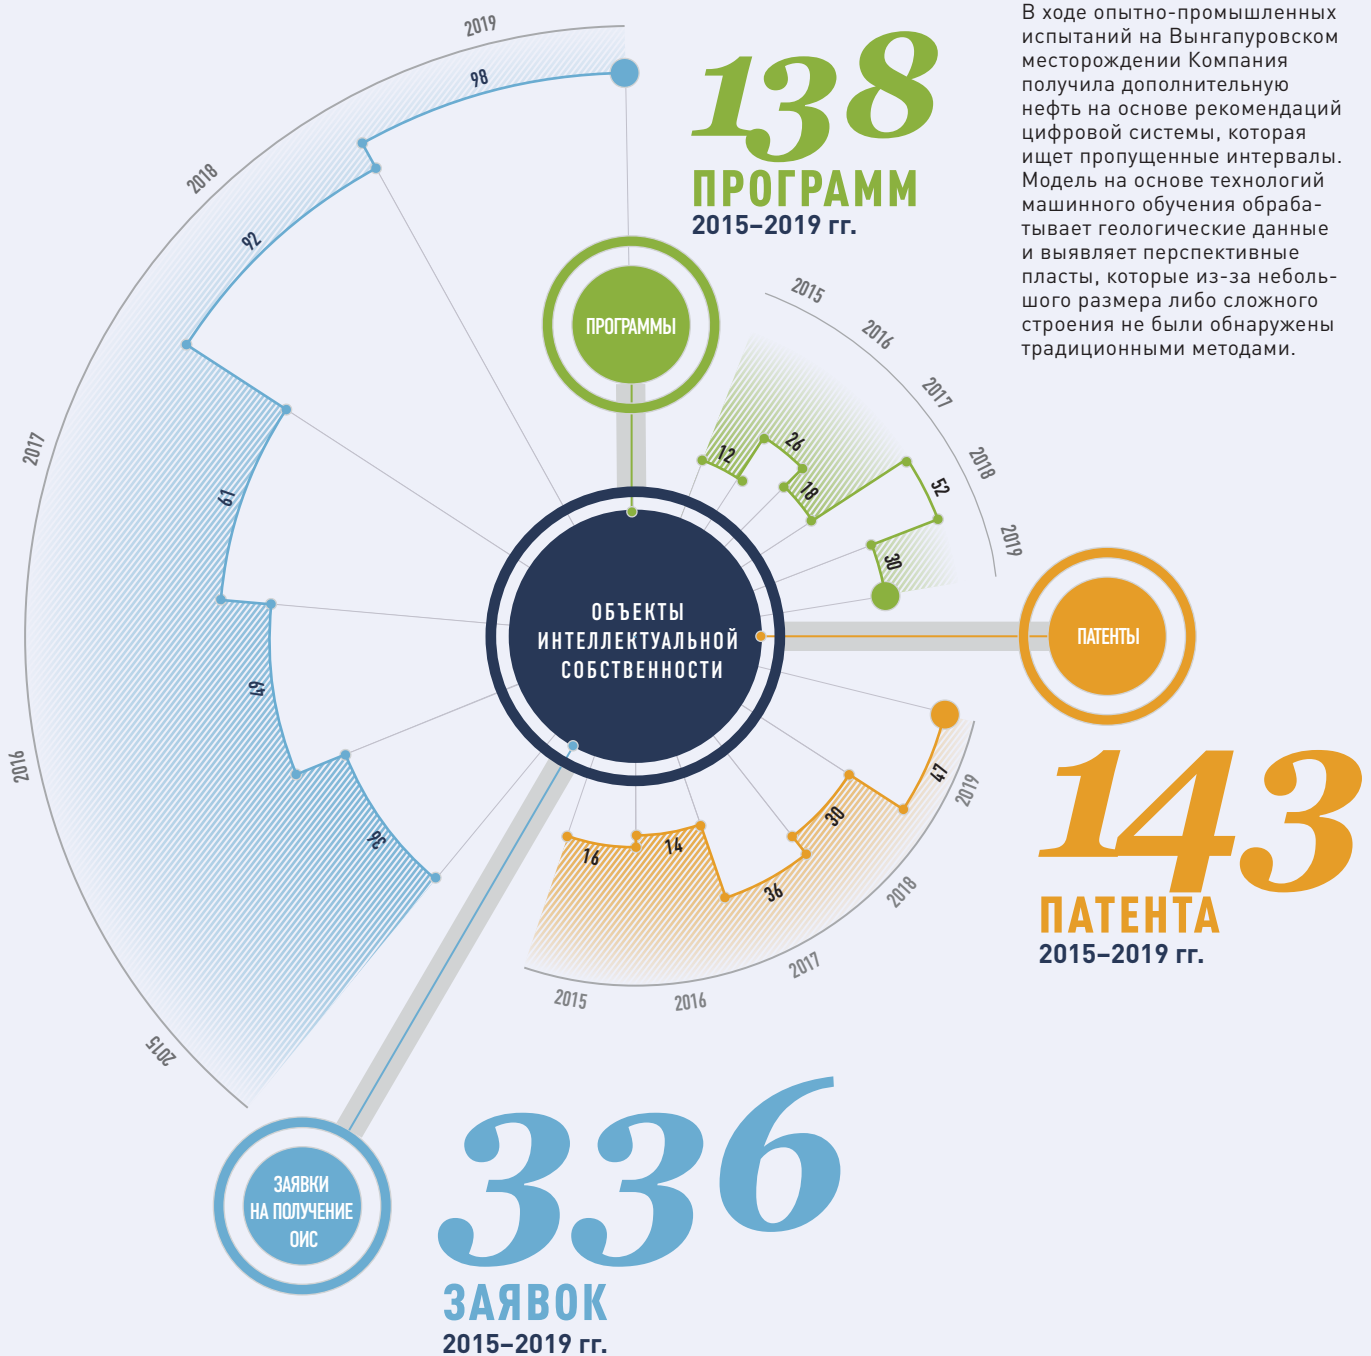 В ходе опытно-промышленных
испытаний на Вынгапуровском
месторождении Компания
получила дополнительную
нефть на основе рекомендаций
цифровой системы, которая
ищет пропущенные интервалы.
Модель на основе технологий
машинного обучения обраба-
тывает геологические данные
и выявляет перспективные
пласты, которые из-за неболь-
шого размера либо сложного
строения не были обнаружены
традиционными методами.
138
ПРОГРАММ
2015–2019 гг.
ПРОГРАММЫ
2015
2016
2017
2018
2019
12
26
18
52
30
ОБЪЕКТЫ
ИНТЕЛЛЕКТУАЛЬНОЙ
СОБСТВЕННОСТИ
ПАТЕНТЫ
143
ПАТЕНТА
2015–2019 гг.
16
14
36
30
47
2015
2016
2017
2018
2019
2019
98
2018
92
2017
61
2016
49
2015
36
ЗАЯВКИ
НА ПОЛУЧЕНИЕ
ОИС
336
ЗАЯВОК
2015–2019 гг.